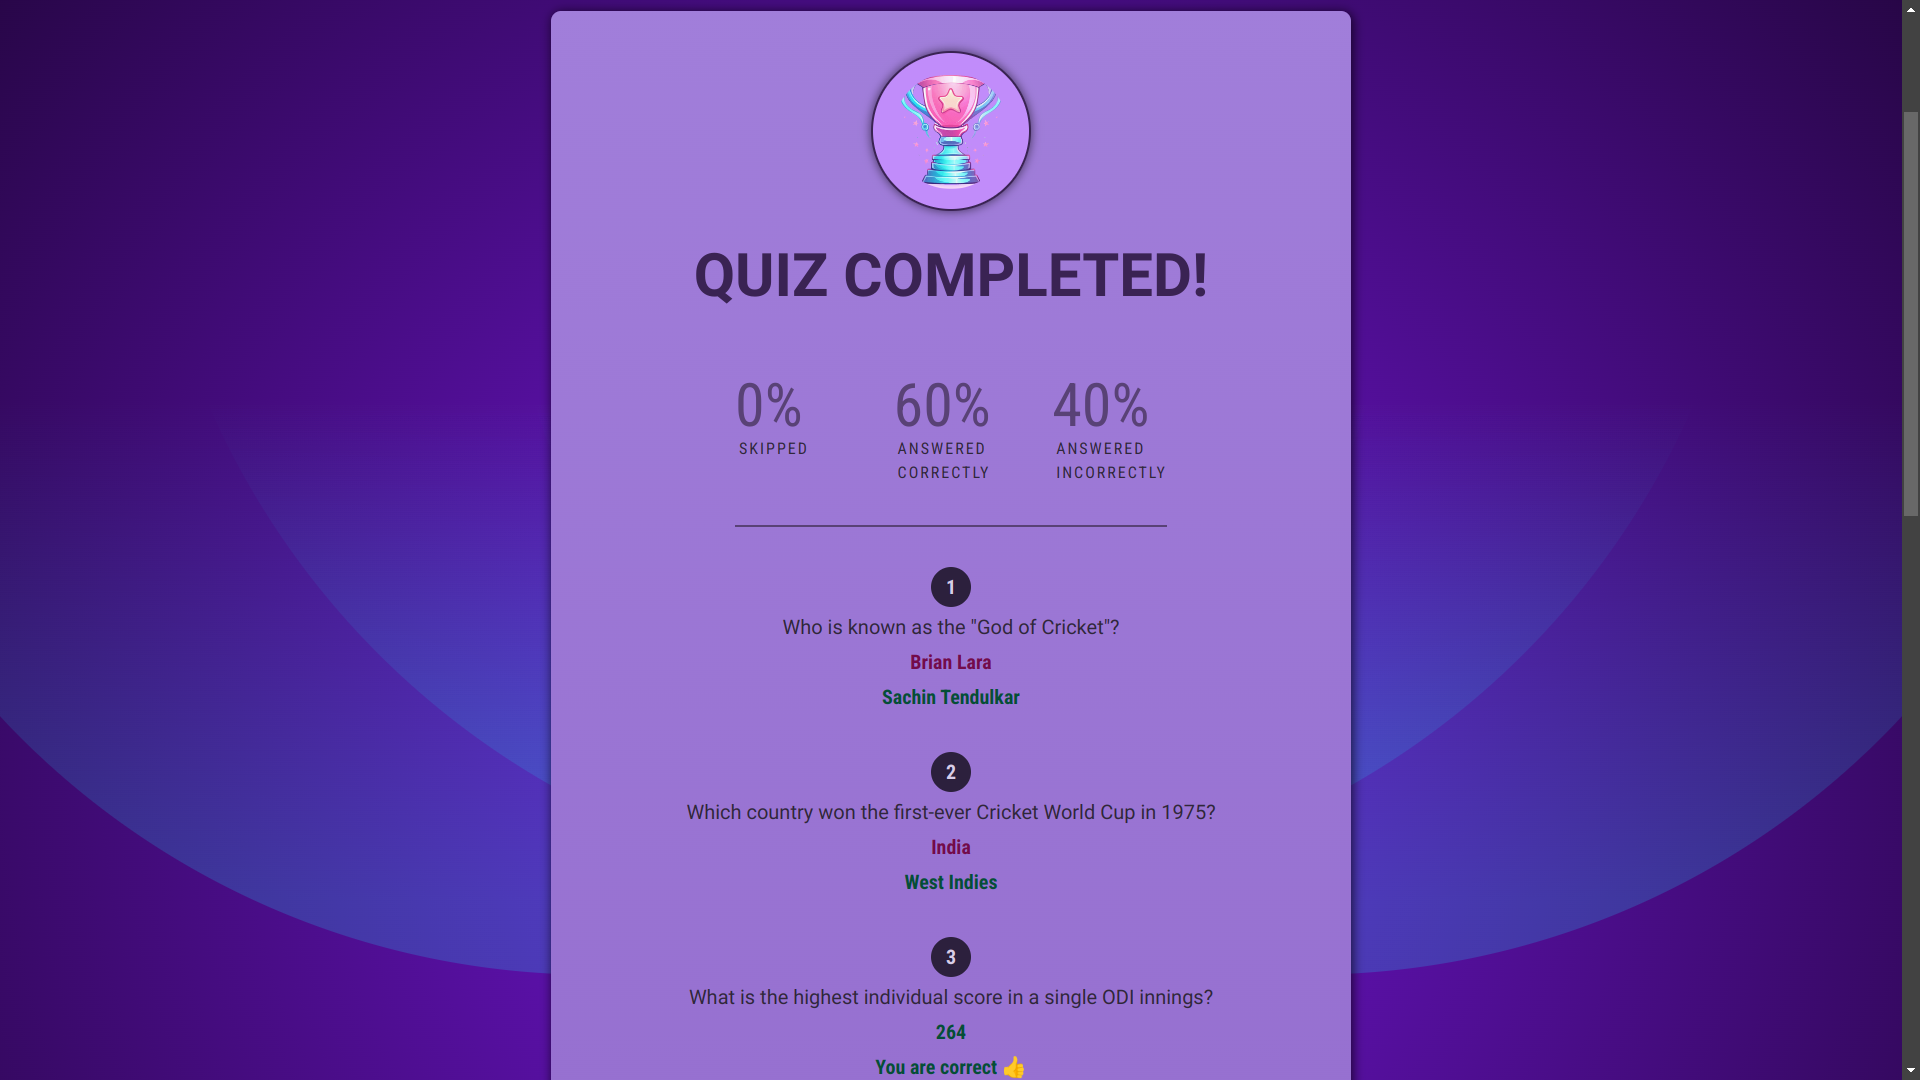 QUIZ COMPLETED!
0%
SKIPPED
60%
ANSWERED
CORRECTLY
40%
ANSWERED
INCORRECTLY
1
Who is known as the "God of Cricket"?
Brian Lara
Sachin Tendulkar
2
Which country won the first-ever Cricket World Cup in 1975?
India
West Indies
3
What is the highest individual score in a single ODI innings?
264
You are correct 👍